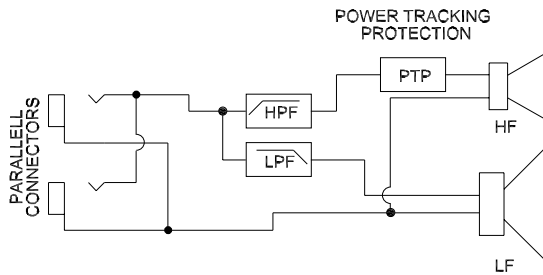 POWER TRACKING
PROTECTION
PTP
HPF
HF
LPF
PARALLELL
CONNECTORS
LF